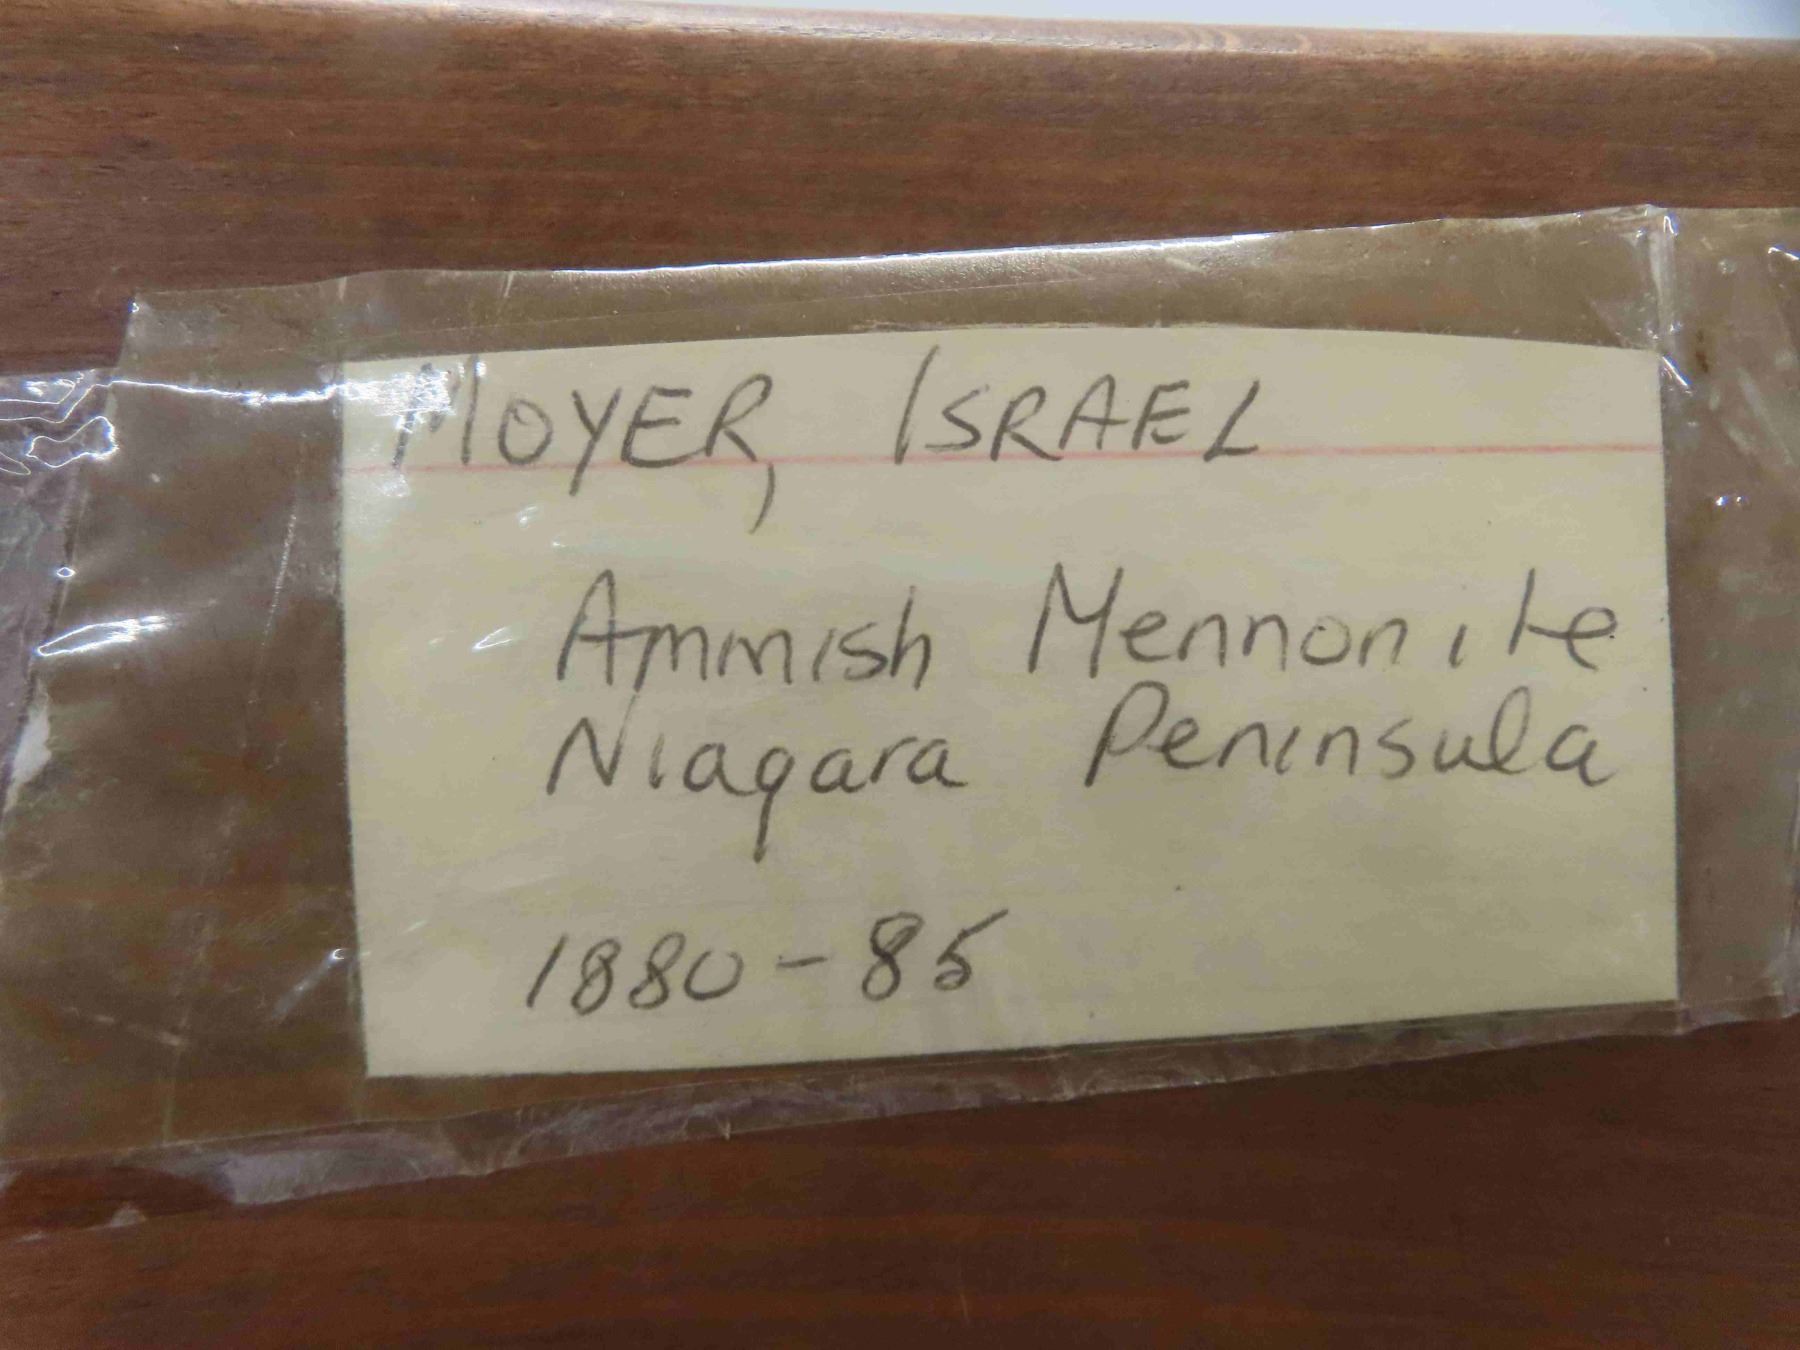 MOYER, ISRAEL
Ammish Mennonite
Niagara Peninsula
1880-85